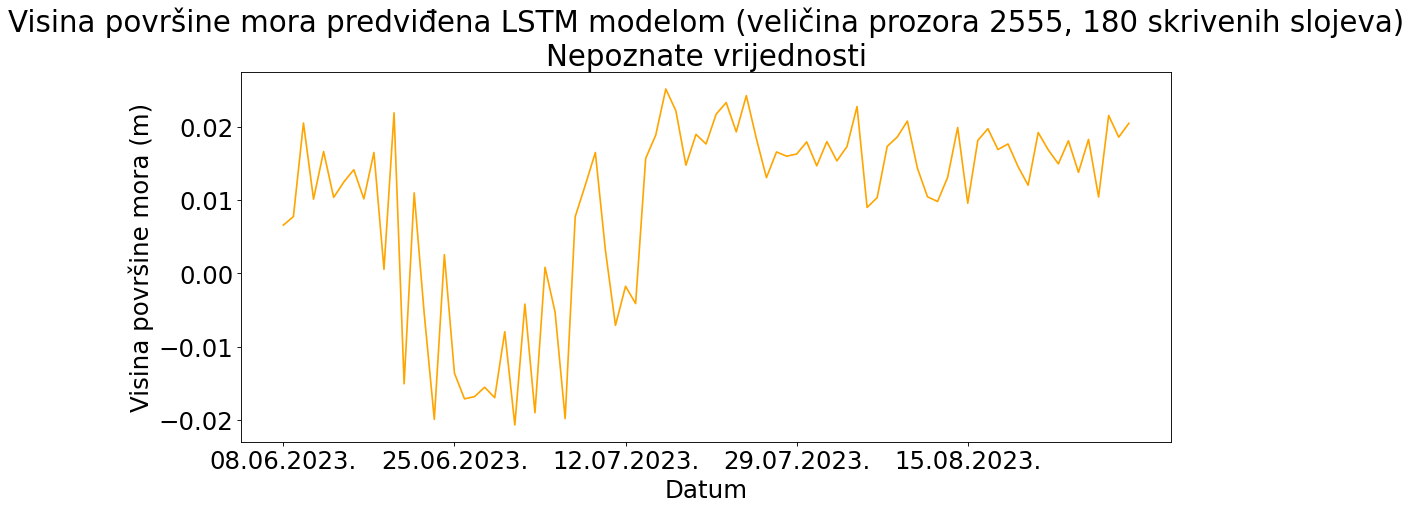 Visina površine mora predviđena LSTM modelom (veličina prozora 2555, 180 skrivenih slojeva)
Nepoznate vrijednosti
Visina površine mora (m)
0.02
0.01
0.00
−0.01
−0.02
08.06.2023. 25.06.2023. 12.07.2023. 29.07.2023. 15.08.2023.
Datum